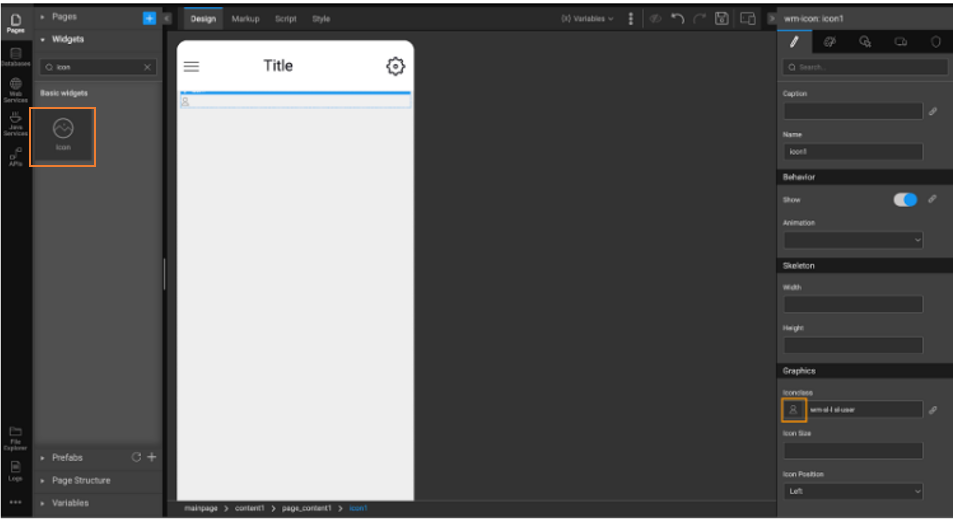 Pages
Databases
Web
Services
Java
Services
APIs
File
Explorer
Logs
Pages
Widgets
icon
Basic widgets
Icon
Prefabs
Page Structure
Variables
Design Markup Script Style
(x) Variables
Title
mainpage > content1 > page_content1 > icon1
wm-icon: icon1
Search...
Caption
Name
icon1
Behavior
Show
Animation
Skeleton
Width
Height
Graphics
Iconclass
wm-sl-l sl-user
Icon Size
Icon Position
Left